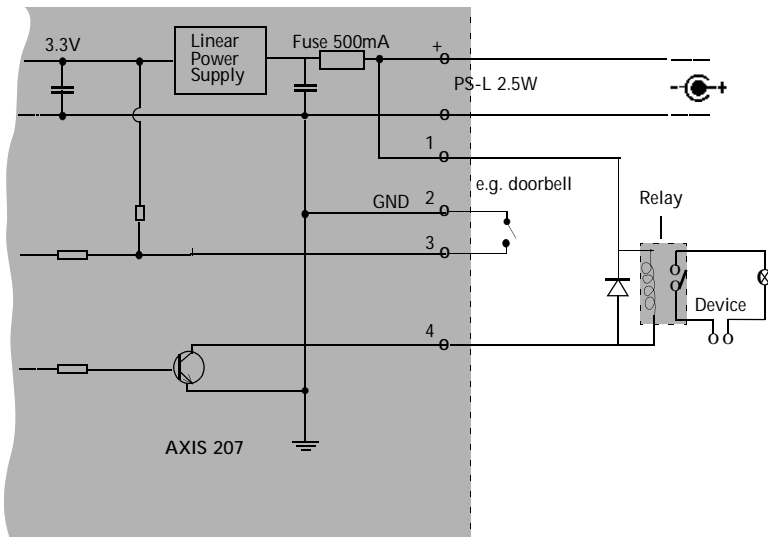 3.3V
Linear
Power
Supply
Fuse 500mA
+
PS-L 2.5W
- +
1
e.g. doorbell
GND 2
Relay
3
Device
4
AXIS 207